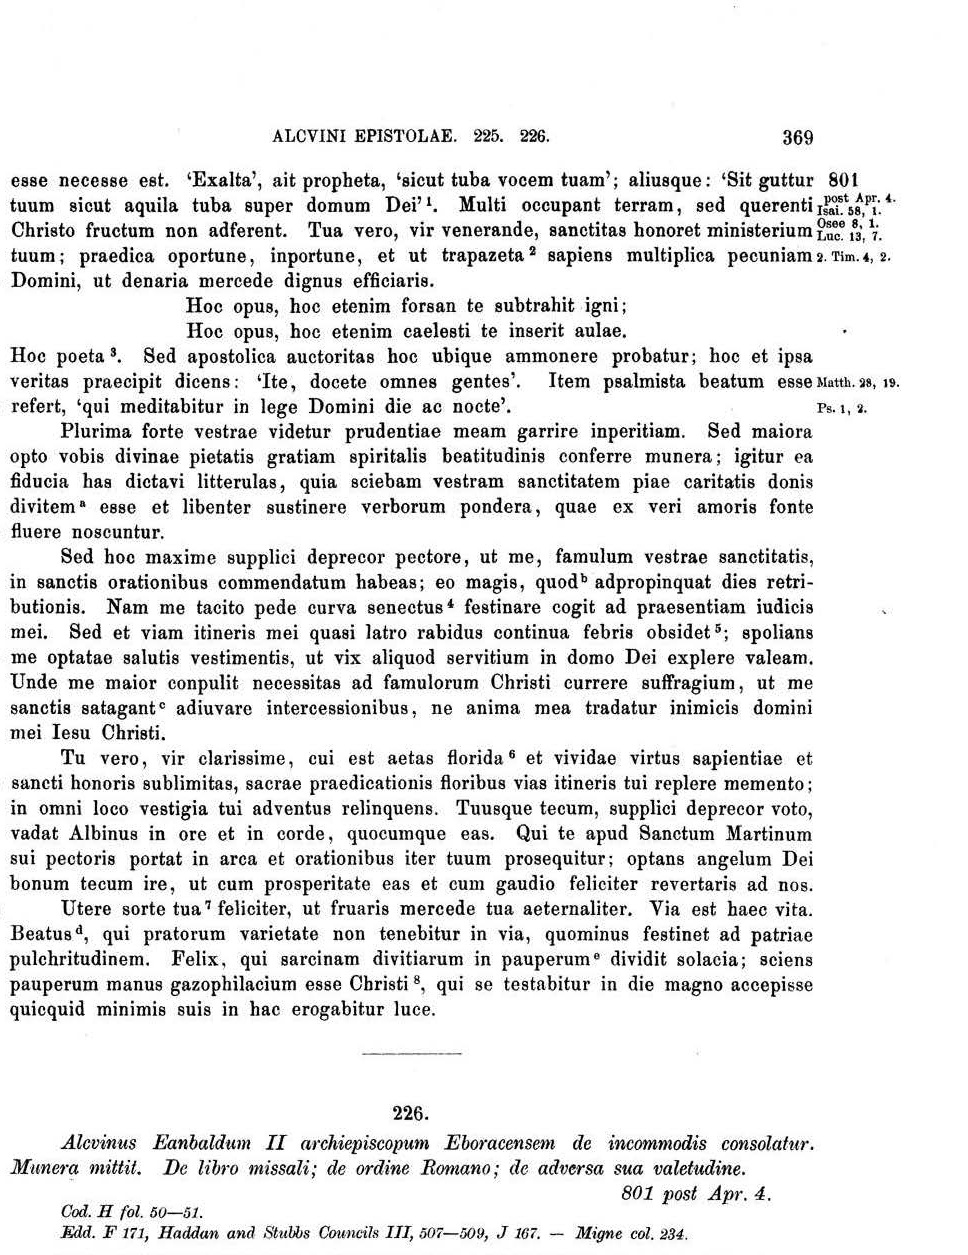 ALCVINI EPISTOLAE. 225. 226. 369
esse necesse est. ‘Exalta’, ait propheta, ‘sicut tuba vocem tuam’; aliusque: ‘Sit guttur 801
tuum sicut aquila tuba super domum Dei’ 1. Multi occupant terram, sed querenti post Apr. 4. Isai. 58, 1.
Christo fructum non adferent. Tua vero, vir venerande, sanctitas honoret ministerium Osee 8, 1. Luc. 13, 7.
tuum; praedica oportune, inportune, et ut trapazeta 2 sapiens multiplica pecuniam 2. Tim. 4, 2.
Domini, ut denaria mercede dignus efficiaris.
Hoc opus, hoc etenim forsan te subtrahit igni;
Hoc opus, hoc etenim caelesti te inserit aulae.
Hoc poeta 3. Sed apostolica auctoritas hoc ubique ammonere probatur; hoc et ipsa
veritas praecipit dicens: ‘Ite, docete omnes gentes’. Item psalmista beatum esse Matth. 28, 19.
refert, ‘qui meditabitur in lege Domini die ac nocte’. Ps. 1, 2.
Plurima forte vestrae videtur prudentiae meam garrire inperitiam. Sed maiora
opto vobis divinae pietatis gratiam spiritalis beatitudinis conferre munera; igitur ea
fiducia has dictavi litterulas, quia sciebam vestram sanctitatem piae caritatis donis
divitem a esse et libenter sustinere verborum pondera, quae ex veri amoris fonte
fluere noscuntur.
Sed hoc maxime supplici deprecor pectore, ut me, famulum vestrae sanctitatis,
in sanctis orationibus commendatum habeas; eo magis, quod b adpropinquat dies retri-
butionis. Nam me tacito pede curva senectus 4 festinare cogit ad praesentiam iudicis
mei. Sed et viam itineris mei quasi latro rabidus continua febris obsidet 5; spolians
me optatae salutis vestimentis, ut vix aliquod servitium in domo Dei explere valeam.
Unde me maior conpulit necessitas ad famulorum Christi currere suffragium, ut me
sanctis satagant c adiuvare intercessionibus, ne anima mea tradatur inimicis domini
mei Iesu Christi.
Tu vero, vir clarissime, cui est aetas florida 6 et vividae virtus sapientiae et
sancti honoris sublimitas, sacrae praedicationis floribus vias itineris tui replere memento;
in omni loco vestigia tui adventus relinquens. Tuusque tecum, supplici deprecor voto,
vadat Albinus in ore et in corde, quocumque eas. Qui te apud Sanctum Martinum
sui pectoris portat in arca et orationibus iter tuum prosequitur; optans angelum Dei
bonum tecum ire, ut cum prosperitate eas et cum gaudio feliciter revertaris ad nos.
Utere sorte tua 7 feliciter, ut fruaris mercede tua aeternaliter. Via est haec vita.
Beatus d, qui pratorum varietate non tenebitur in via, quominus festinet ad patriae
pulchritudinem. Felix, qui sarcinam divitiarum in pauperum e dividit solacia; sciens
pauperum manus gazophilacium esse Christi 8, qui se testabitur in die magno accepisse
quicquid minimis suis in hac erogabitur luce.
226.
Alcvinus Eanbaldum II archiepiscopum Eboracensem de incommodis consolatur.
Munera mittit. De libro missali; de ordine Romano; de adversa sua valetudine.
801 post Apr. 4.
Cod. H fol. 50—51.
Edd. F 171, Haddan and Stubbs Councils III, 507—509, J 167. — Migne col. 234.